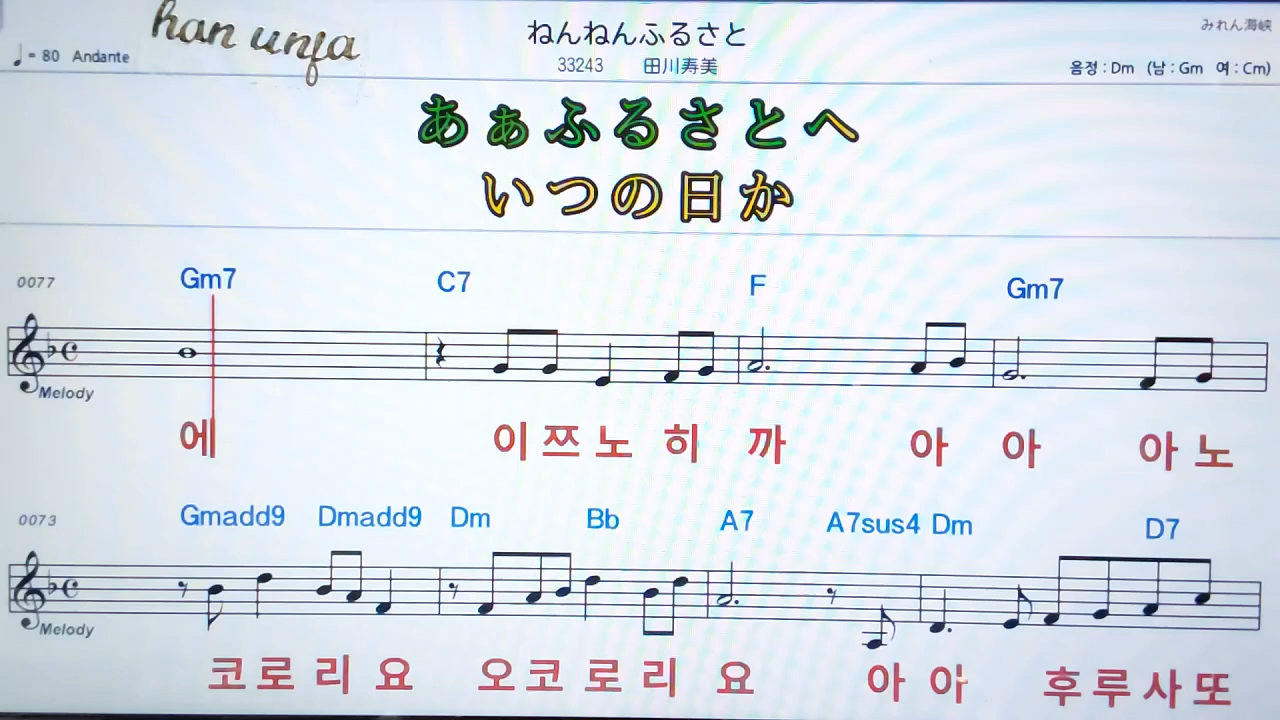 han unfa
ねんねんふるさと
みれん海峡
♩= 80 Andante
33243 田川寿美
음정 : Dm (남 : Gm 여 : Cm)
あぁふるさとへ
いつの日か
0077 Gm7 C7 F Gm7
Melody
에 이 쯔 노 히 까 아 아 아 노
0073 Gmadd9 Dmadd9 Dm Bb A7 A7sus4 Dm D7
Melody
코 로 리 요 오 코 로 리 요 아 아 후 루 사 또